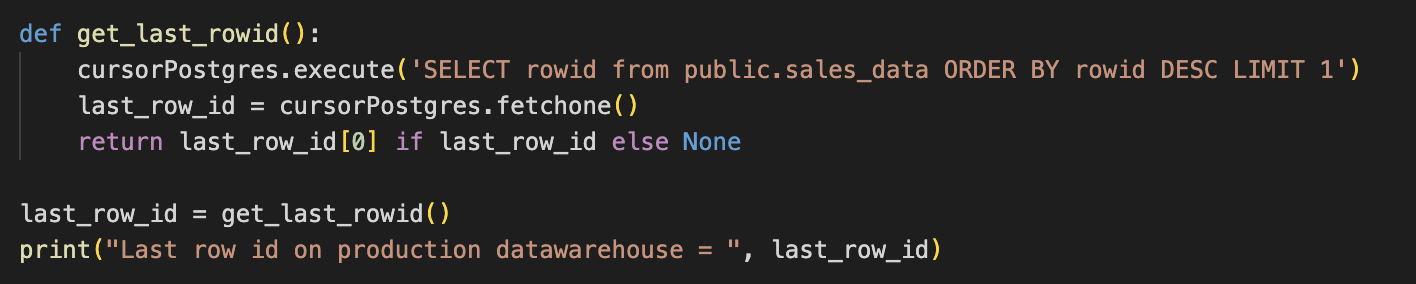 def get_last_rowid():
    cursorPostgres.execute('SELECT rowid from public.sales_data ORDER BY rowid DESC LIMIT 1')
    last_row_id = cursorPostgres.fetchone()
    return last_row_id[0] if last_row_id else None

last_row_id = get_last_rowid()
print("Last row id on production datawarehouse = ", last_row_id)